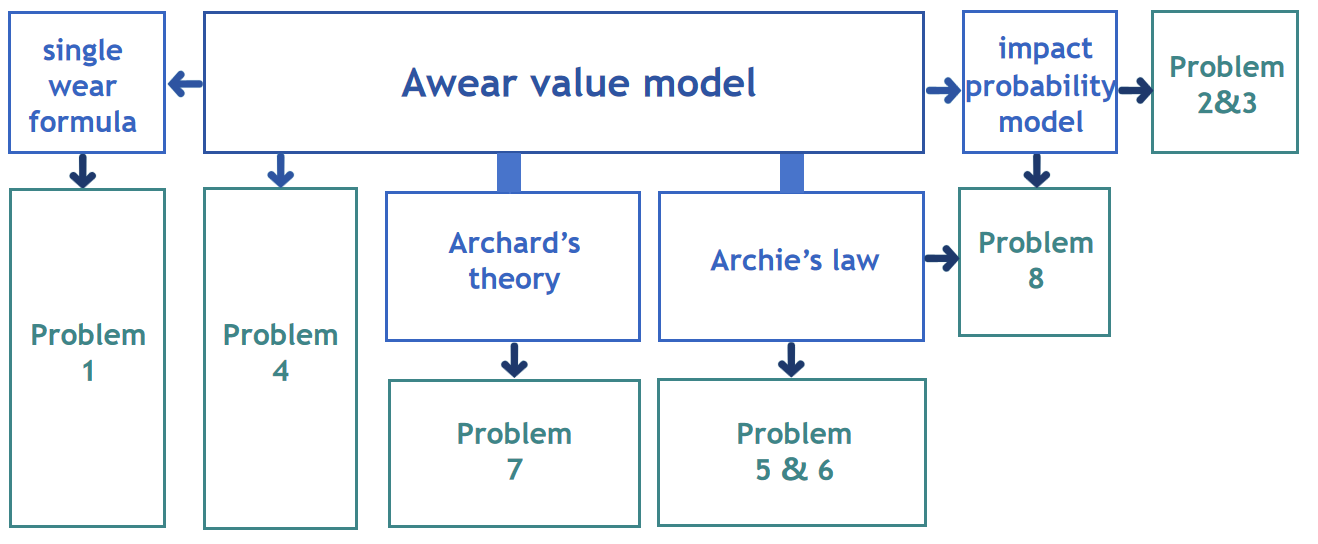 single
wear
formula
Awear value model
impact
probability
model
Problem
2&3
Problem
1
Problem
4
Archard’s
theory
Archie’s law
Problem
8
Problem
7
Problem
5 & 6